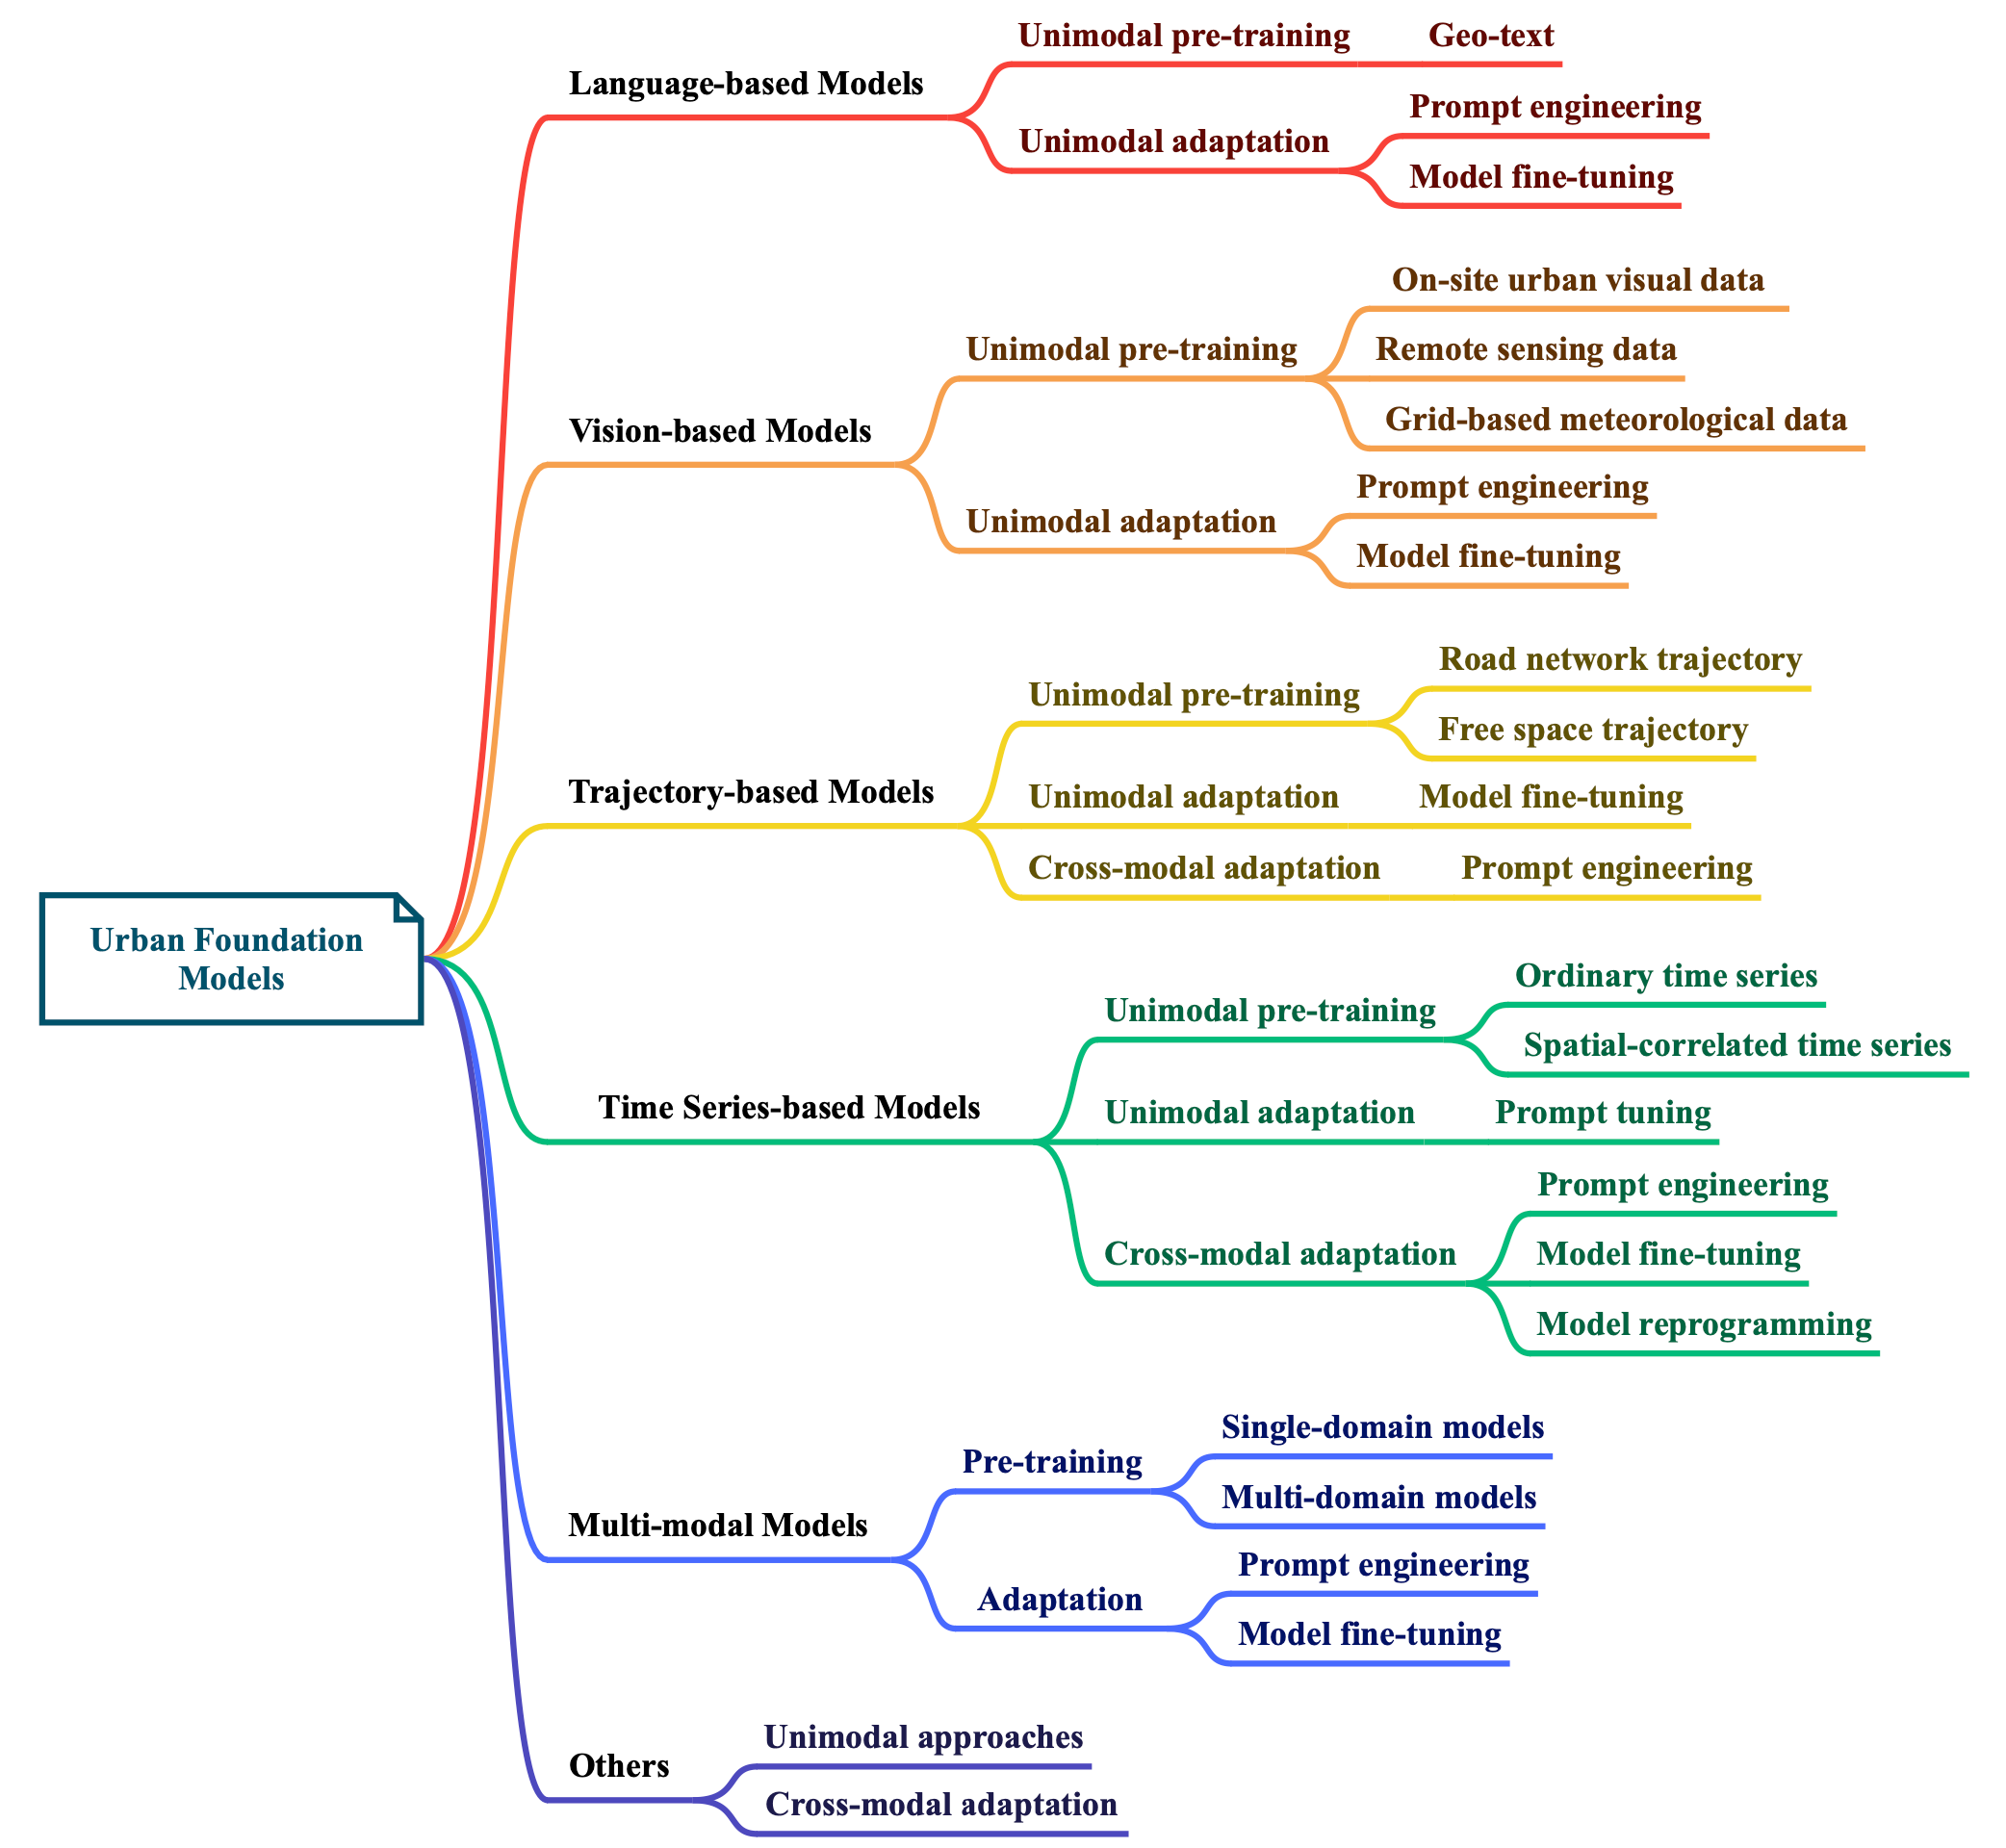 Urban Foundation
Models
Language-based Models
Unimodal pre-training
Geo-text
Unimodal adaptation
Prompt engineering
Model fine-tuning
Vision-based Models
Unimodal pre-training
On-site urban visual data
Remote sensing data
Grid-based meteorological data
Unimodal adaptation
Prompt engineering
Model fine-tuning
Trajectory-based Models
Unimodal pre-training
Road network trajectory
Free space trajectory
Unimodal adaptation
Model fine-tuning
Cross-modal adaptation
Prompt engineering
Time Series-based Models
Unimodal pre-training
Ordinary time series
Spatial-correlated time series
Unimodal adaptation
Prompt tuning
Cross-modal adaptation
Prompt engineering
Model fine-tuning
Model reprogramming
Multi-modal Models
Pre-training
Single-domain models
Multi-domain models
Adaptation
Prompt engineering
Model fine-tuning
Others
Unimodal approaches
Cross-modal adaptation